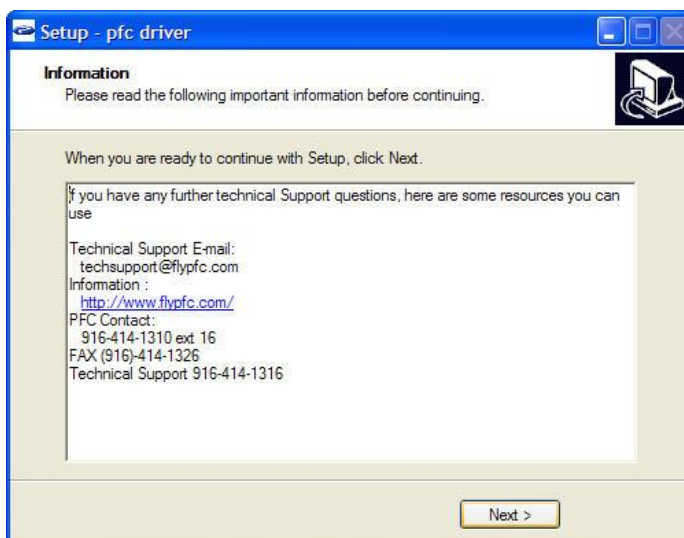 Setup - pfc driver
Information
Please read the following important information before continuing.
When you are ready to continue with Setup, click Next.
If you have any further technical Support questions, here are some resources you can
use
Technical Support E-mail:
techsupport@flypfc.com
Information :
http://www.flypfc.com/
PFC Contact:
916-414-1310 ext 16
FAX (916)-414-1326
Technical Support 916-414-1316
Next >